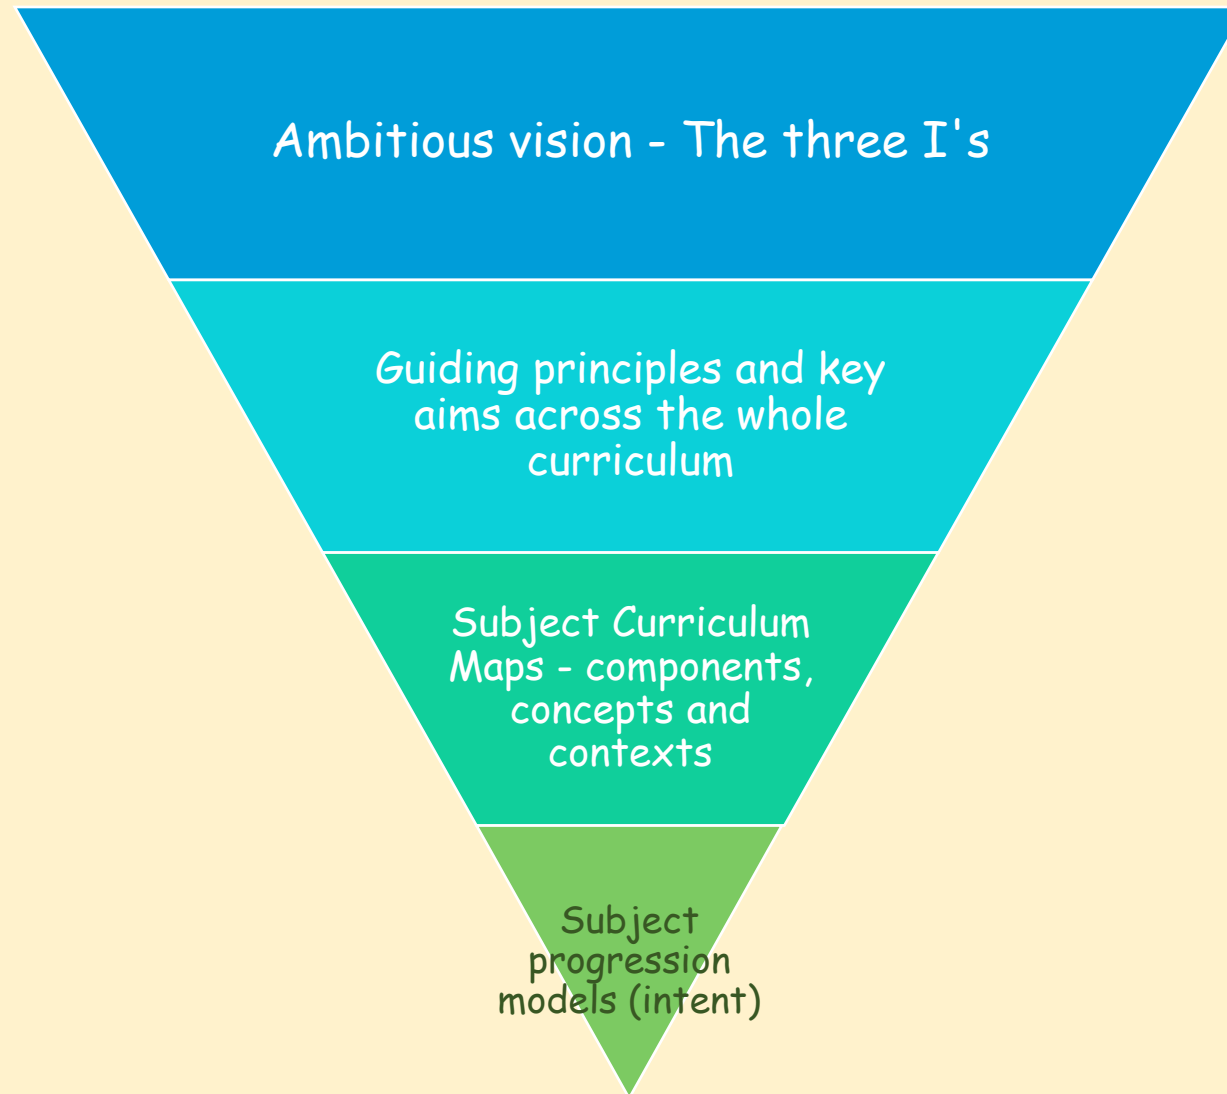 Ambitious vision - The three I's
Guiding principles and key
aims across the whole
curriculum
Subject Curriculum
Maps - components,
concepts and
contexts
Subject
progression
models (intent)